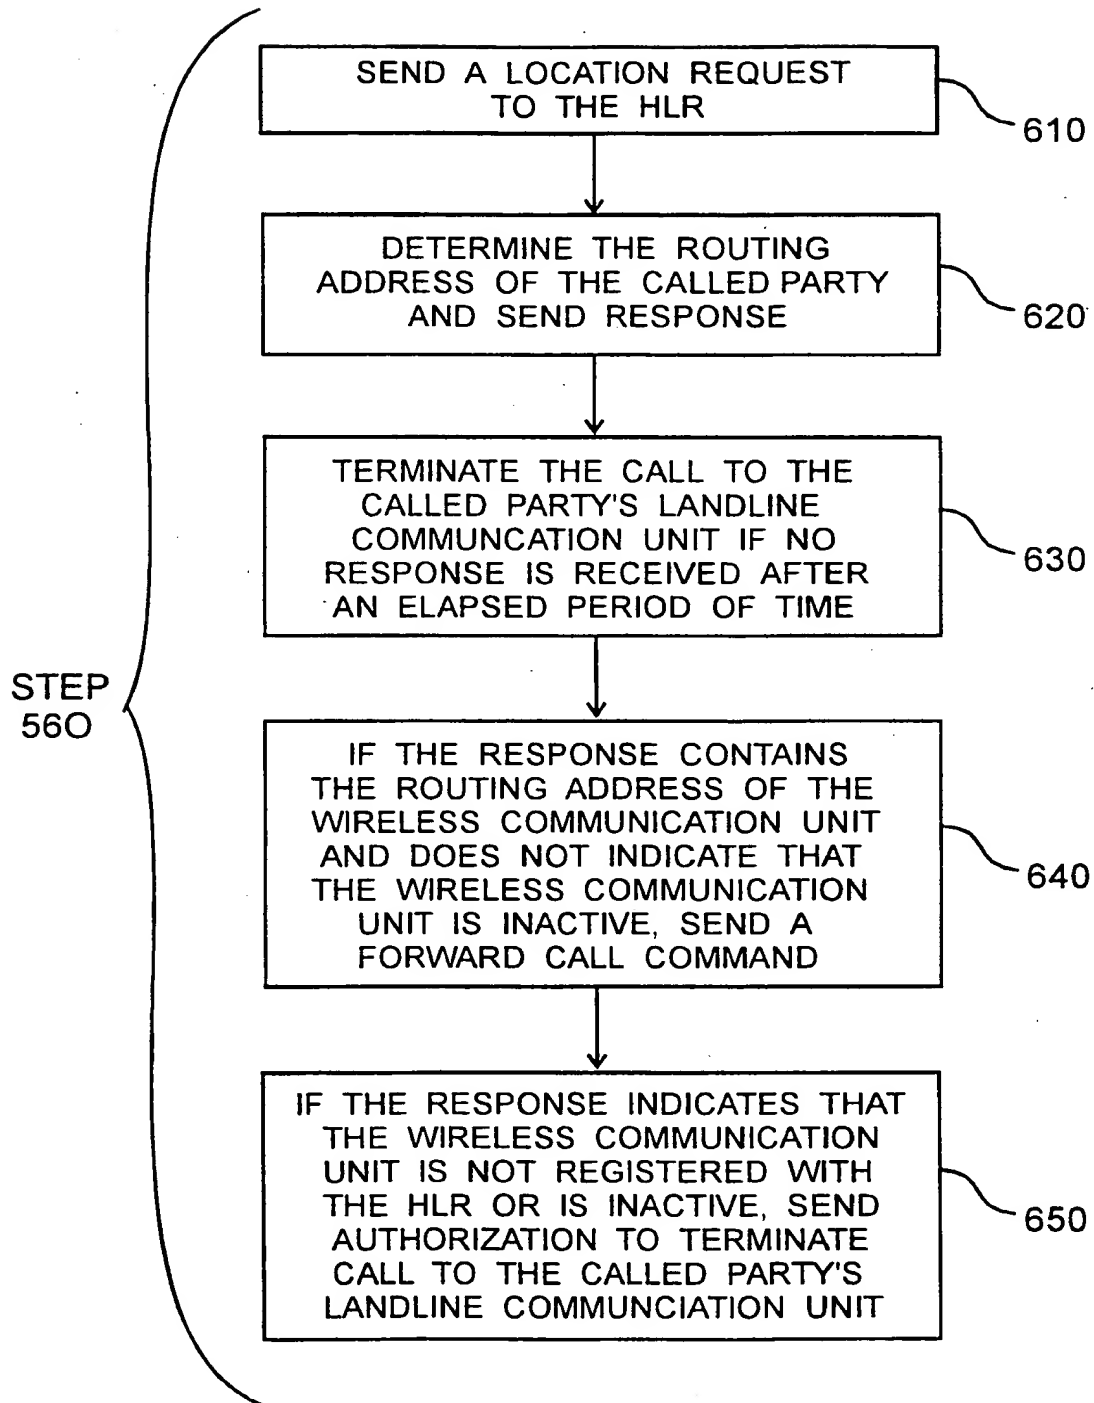 SEND A LOCATION REQUEST
TO THE HLR
610
DETERMINE THE ROUTING
ADDRESS OF THE CALLED PARTY
AND SEND RESPONSE
620
TERMINATE THE CALL TO THE
CALLED PARTY'S LANDLINE
COMMUNCATION UNIT IF NO
RESPONSE IS RECEIVED AFTER
AN ELAPSED PERIOD OF TIME
630
STEP
56O
IF THE RESPONSE CONTAINS
THE ROUTING ADDRESS OF THE
WIRELESS COMMUNICATION UNIT
AND DOES NOT INDICATE THAT
THE WIRELESS COMMUNICATION
UNIT IS INACTIVE, SEND A
FORWARD CALL COMMAND
640
IF THE RESPONSE INDICATES THAT
THE WIRELESS COMMUNICATION
UNIT IS NOT REGISTERED WITH
THE HLR OR IS INACTIVE, SEND
AUTHORIZATION TO TERMINATE
CALL TO THE CALLED PARTY'S
LANDLINE COMMUNCIATION UNIT
650